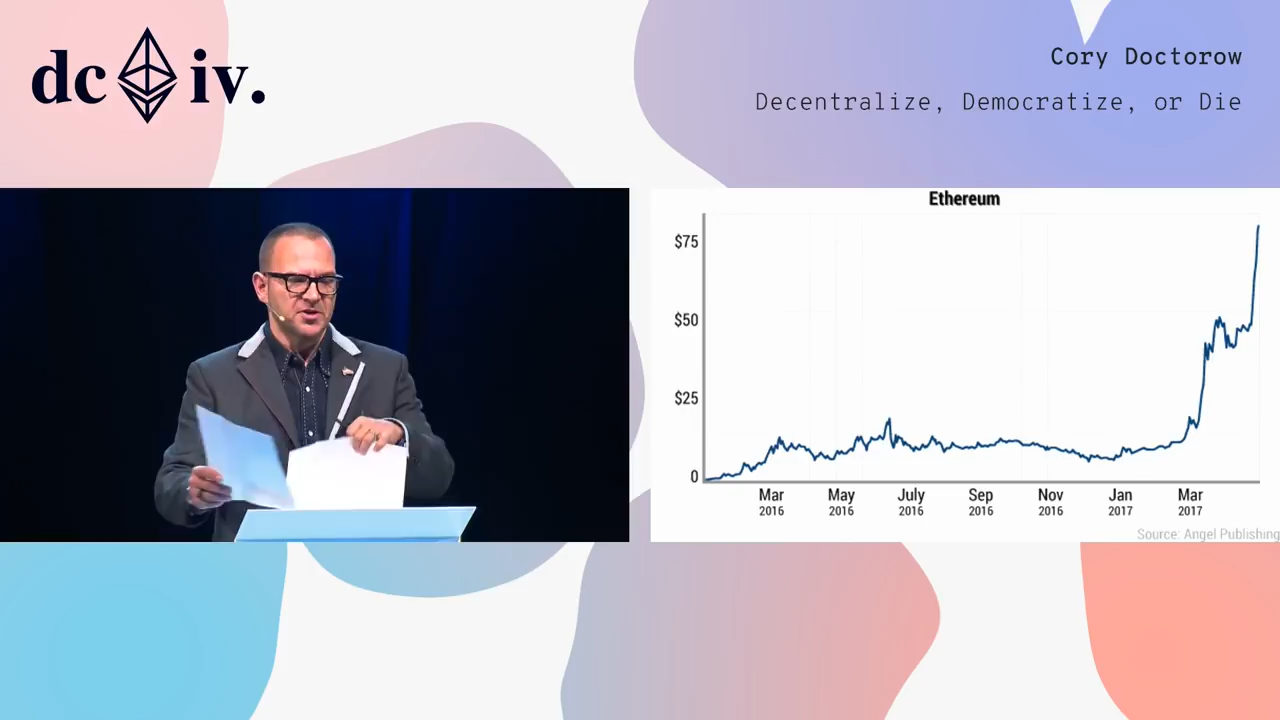 dc iv.
Cory Doctorow
Decentralize, Democratize, or Die
Ethereum
$75
$50
$25
0
Mar May July Sep Nov Jan Mar
2016 2016 2016 2016 2016 2017 2017
Source: Angel Publishing